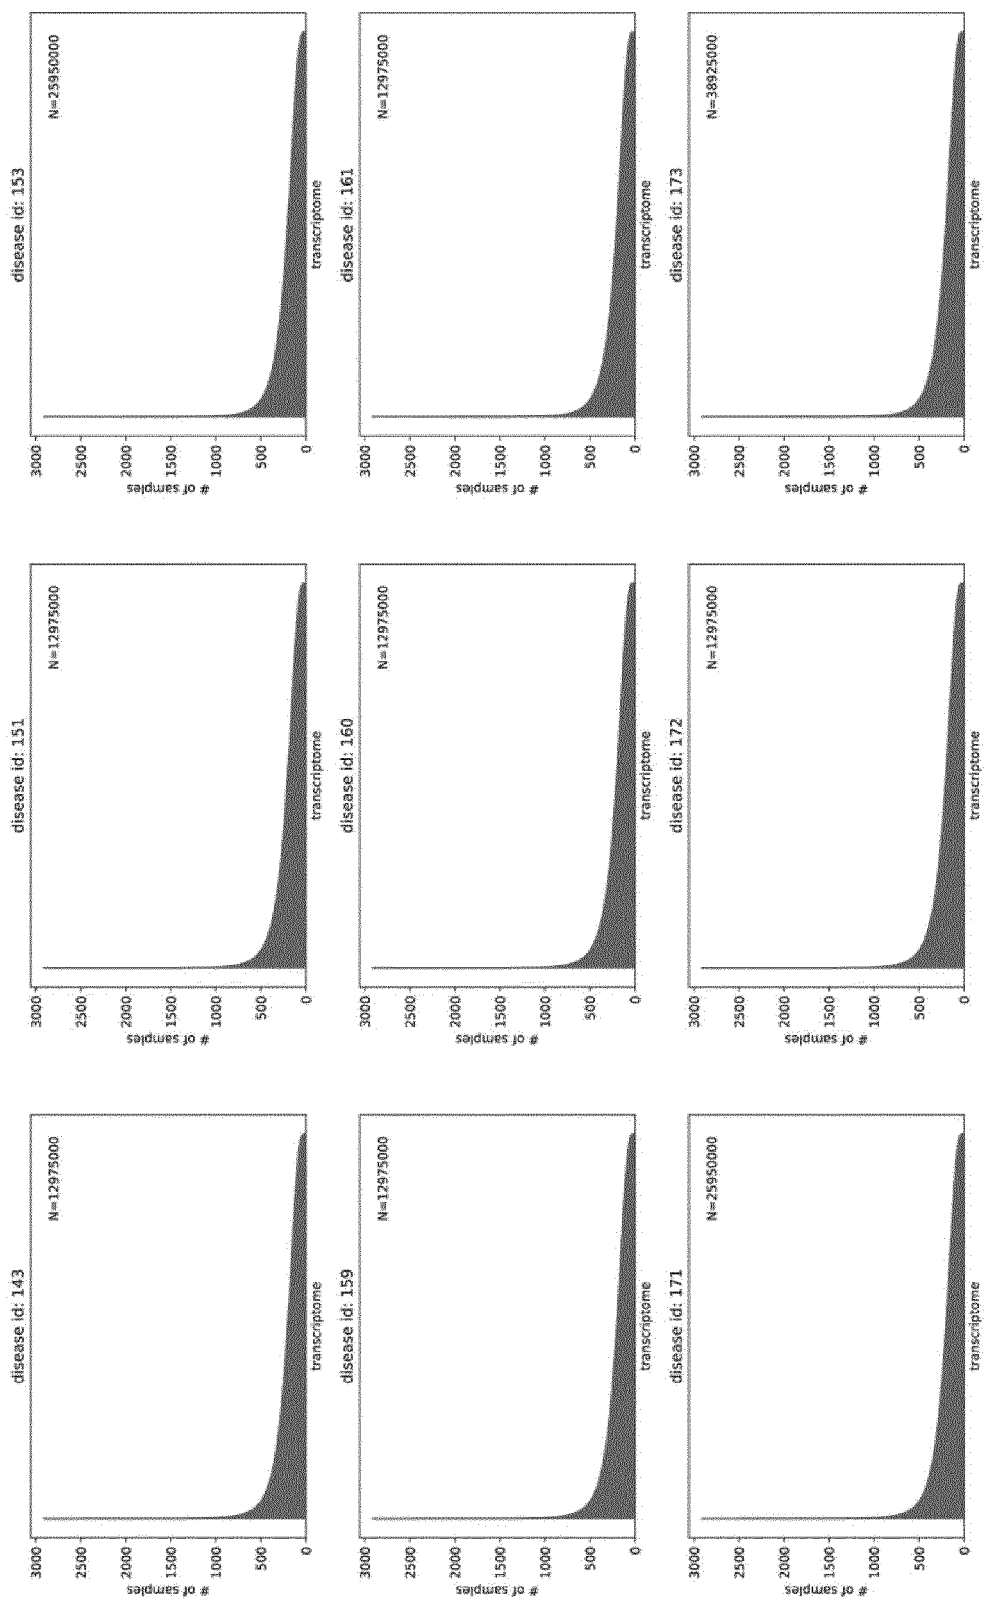 disease id: 143
N=12975000
3000
2500
2000
1500
1000
500
0
# of samples
transcriptome
disease id: 151
N=12975000
3000
2500
2000
1500
1000
500
0
# of samples
transcriptome
disease id: 153
N=25950000
3000
2500
2000
1500
1000
500
0
# of samples
transcriptome
disease id: 159
N=12975000
3000
2500
2000
1500
1000
500
0
# of samples
transcriptome
disease id: 160
N=12975000
3000
2500
2000
1500
1000
500
0
# of samples
transcriptome
disease id: 161
N=12975000
3000
2500
2000
1500
1000
500
0
# of samples
transcriptome
disease id: 171
N=25950000
3000
2500
2000
1500
1000
500
0
# of samples
transcriptome
disease id: 172
N=12975000
3000
2500
2000
1500
1000
500
0
# of samples
transcriptome
disease id: 173
N=38925000
3000
2500
2000
1500
1000
500
0
# of samples
transcriptome